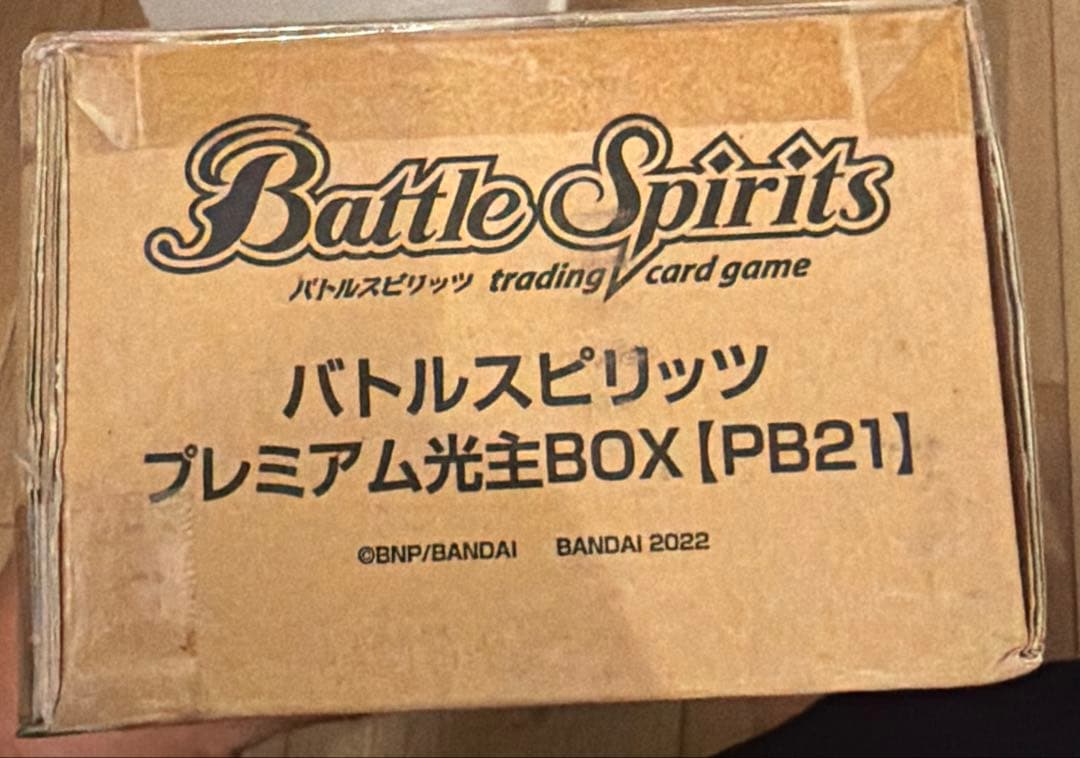 Battle Spirits
バトルスピリッツ trading card game
バトルスピリッツ
プレミアム光主BOX【PB21】
©BNP/BANDAI BANDAI 2022